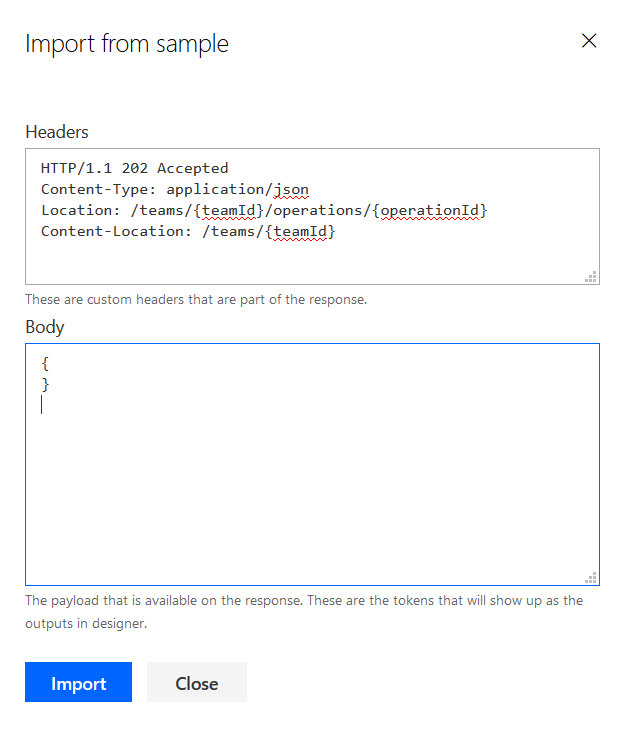 Import from sample
Headers
HTTP/1.1 202 Accepted
Content-Type: application/json
Location: /teams/{teamId}/operations/{operationId}
Content-Location: /teams/{teamId}
These are custom headers that are part of the response.
Body
{
}
The payload that is available on the response. These are the tokens that will show up as the
outputs in designer.
Import
Close